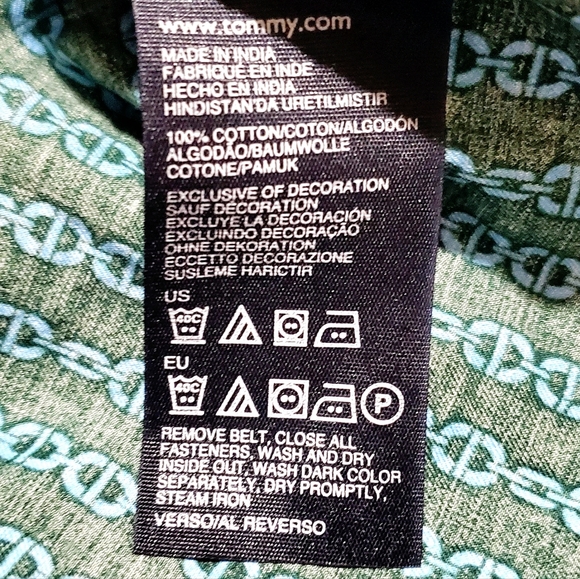 www.tommy.com
MADE IN INDIA
FABRIQUÉ EN INDE
HECHO EN INDIA
HINDISTAN'DA URETILMISTIR
100% COTTON/COTON/ALGODÓN
ALGODÃO/BAUMWOLLE
COTONE/PAMUK
EXCLUSIVE OF DECORATION
SAUF DÉCORATION
EXCLUYE LA DECORACIÓN
EXCLUINDO DECORAÇÃO
OHNE DEKORATION
ECCETTO DECORAZIONE
SUSLEME HARICTIR
US
40C
EU
40C P
REMOVE BELT, CLOSE ALL
FASTENERS, WASH AND DRY
INSIDE OUT, WASH DARK COLOR
SEPARATELY, DRY PROMPTLY,
STEAM IRON
VERSO/AL REVERSO